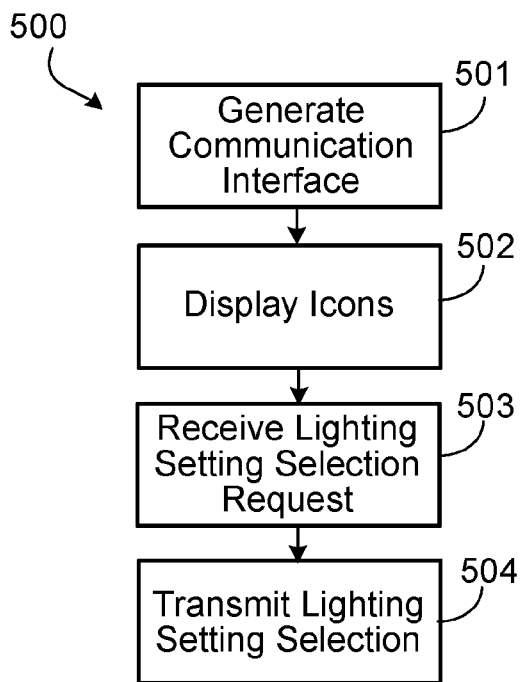 500
501
Generate
Communication
Interface
502
Display Icons
503
Receive Lighting
Setting Selection
Request
504
Transmit Lighting
Setting Selection